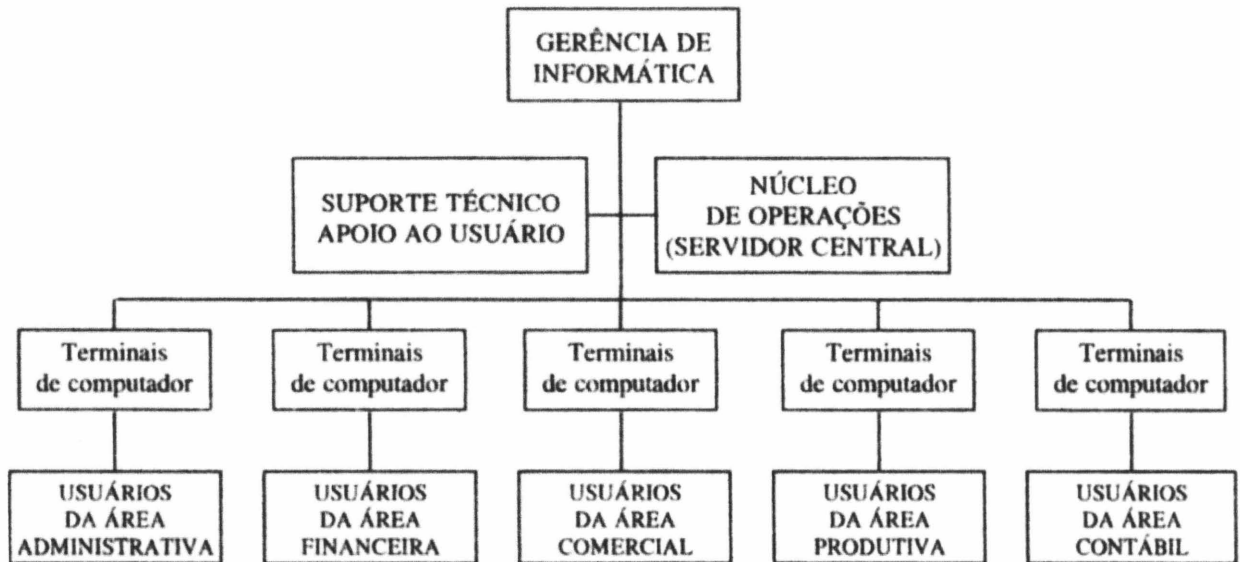 GERÊNCIA DE
INFORMÁTICA
SUPORTE TÉCNICO
APOIO AO USUÁRIO
NÚCLEO
DE OPERAÇÕES
(SERVIDOR CENTRAL)
Terminais
de computador
Terminais
de computador
Terminais
de computador
Terminais
de computador
Terminais
de computador
USUÁRIOS
DA ÁREA
ADMINISTRATIVA
USUÁRIOS
DA ÁREA
FINANCEIRA
USUÁRIOS
DA ÁREA
COMERCIAL
USUÁRIOS
DA ÁREA
PRODUTIVA
USUÁRIOS
DA ÁREA
CONTÁBIL